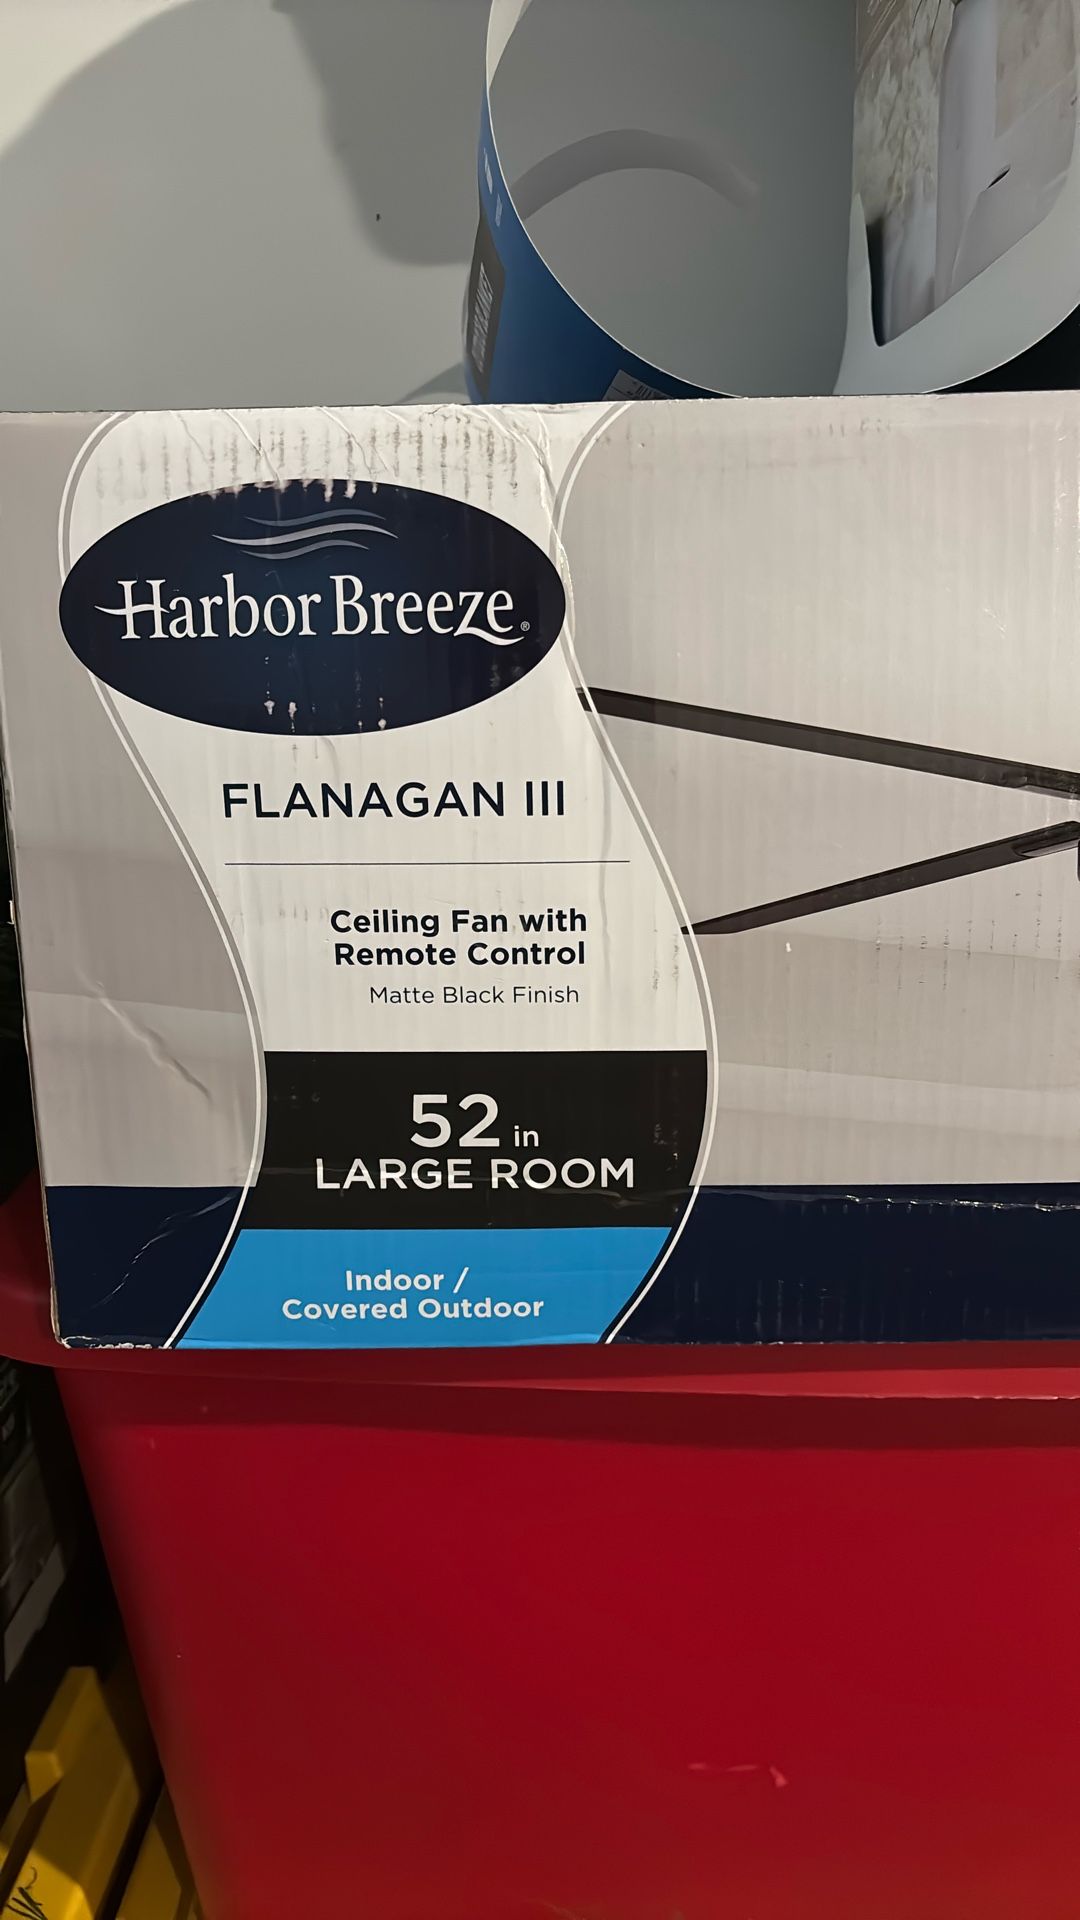 Harbor Breeze®
FLANAGAN III
Ceiling Fan with
Remote Control
Matte Black Finish
52 in
LARGE ROOM
Indoor /
Covered Outdoor